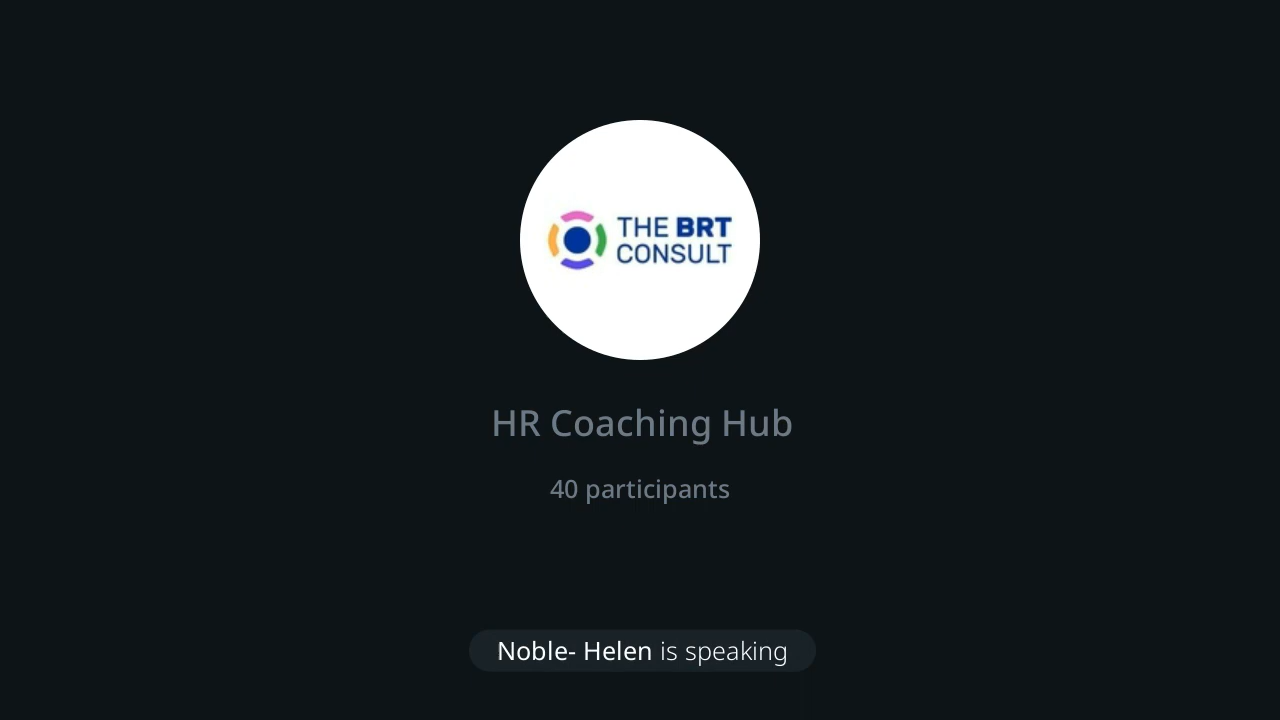 THE BRT
CONSULT
HR Coaching Hub
40 participants
Noble- Helen is speaking